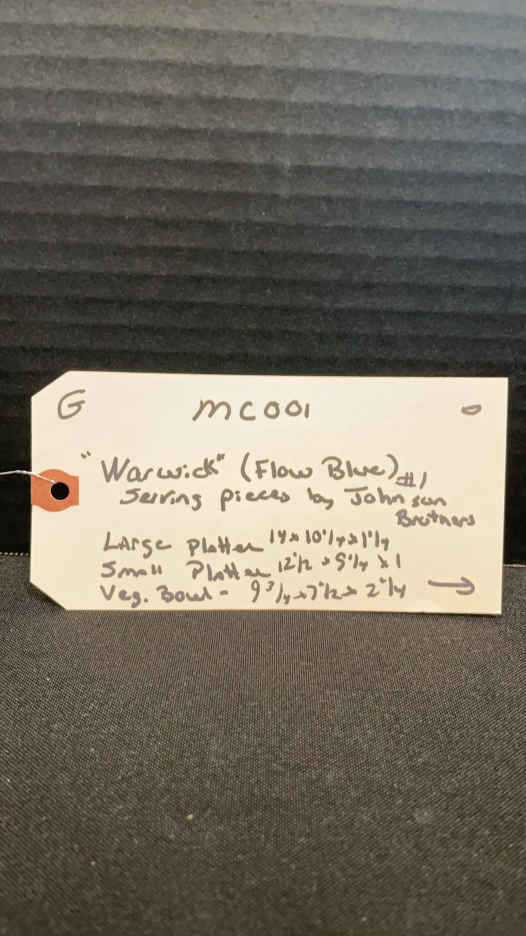 G MC001 0
"Warwick" (Flow Blue) #1
Serving pieces by Johnson
Brothers
Large Platter 14 x 10 1/4 x 1 1/4
Small Platter 12 1/2 x 9 1/4 x 1
Veg. Bowl - 9 3/4 x 7 1/2 x 2 1/4 →